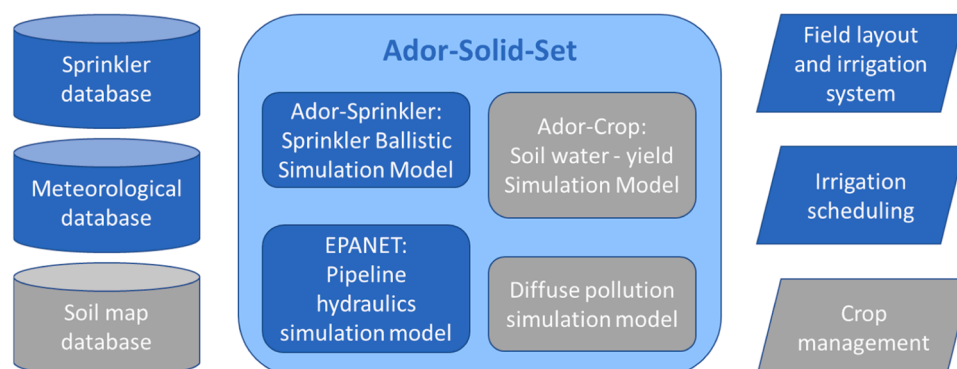 Sprinkler
database
Meteorological
database
Soil map
database
Ador-Solid-Set
Ador-Sprinkler:
Sprinkler Ballistic
Simulation Model
Ador-Crop:
Soil water - yield
Simulation Model
EPANET:
Pipeline
hydraulics
simulation model
Diffuse pollution
simulation model
Field layout
and irrigation
system
Irrigation
scheduling
Crop
management